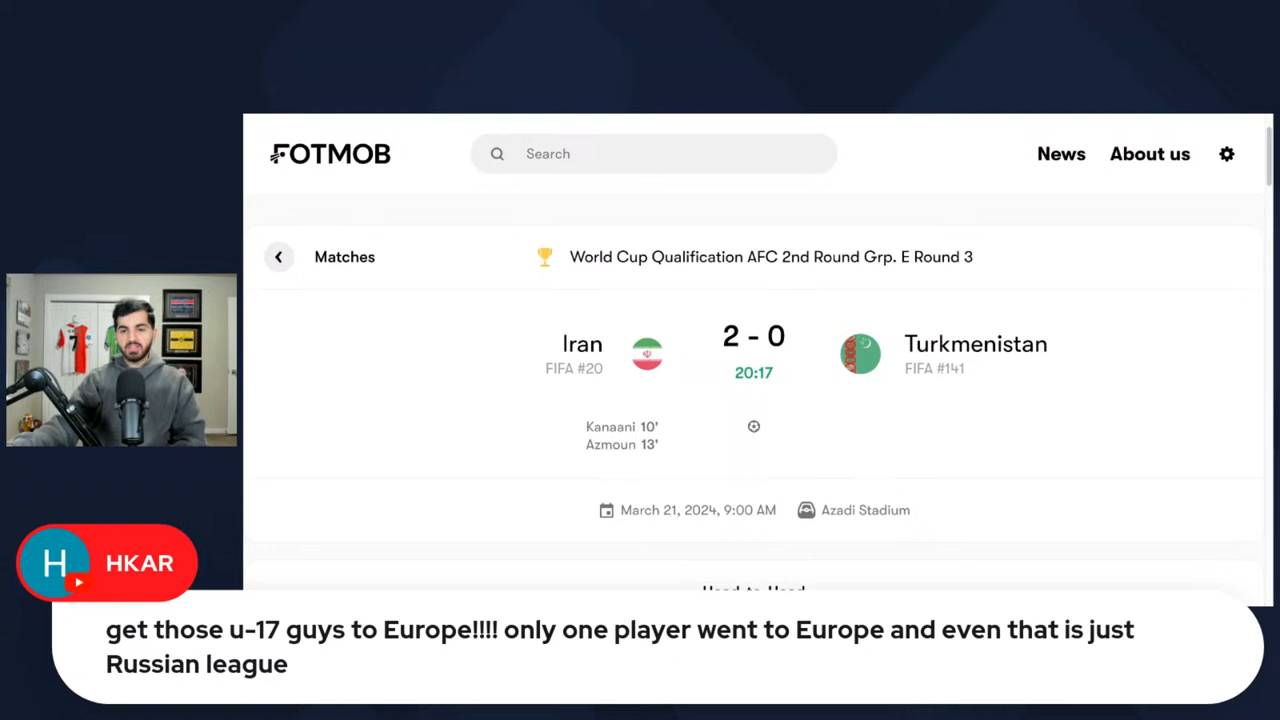 FOTMOB
Search
News
About us
Matches
World Cup Qualification AFC 2nd Round Grp. E Round 3
Iran
FIFA #20
2 - 0
20:17
Turkmenistan
FIFA #141
Kanaani 10'
Azmoun 13'
March 21, 2024, 9:00 AM
Azadi Stadium
H
HKAR
get those u-17 guys to Europe!!!! only one player went to Europe and even that is just
Russian league